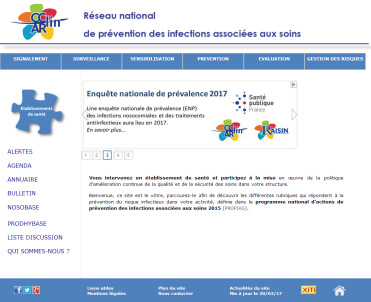 CClin
ARlin
Réseau national
de prévention des infections associées aux soins
SIGNALEMENT SURVEILLANCE SENSIBILISATION PREVENTION EVALUATION GESTION DES RISQUES
Etablissements
de santé
ALERTES
AGENDA
ANNUAIRE
BULLETIN
NOSOBASE
PRODHYBASE
LISTE DISCUSSION
QUI SOMMES-NOUS ?
Enquête nationale de prévalence 2017
Une enquête nationale de prévalence (ENP)
des infections nosocomiales et des traitements
antiinfectieux aura lieu en 2017.
En savoir plus...
Santé
publique
France
RAISIN
1 2 3 4 5
Vous intervenez en établissement de santé et participez à la mise en œuvre de la politique
d'amélioration continue de la qualité et de la sécurité des soins dans votre structure.
Bienvenue, ce site est le vôtre, parcourez-le afin de découvrir les différentes rubriques qui répondent à la
prévention du risque infectieux dans votre activité, définie dans le programme national d'actions de
prévention des infections associées aux soins 2015 (PROPIAS).
Liens utiles Plan du site Actualités du site
Mentions légales Nous contacter Mis à jour le 20/03/17
XiTi